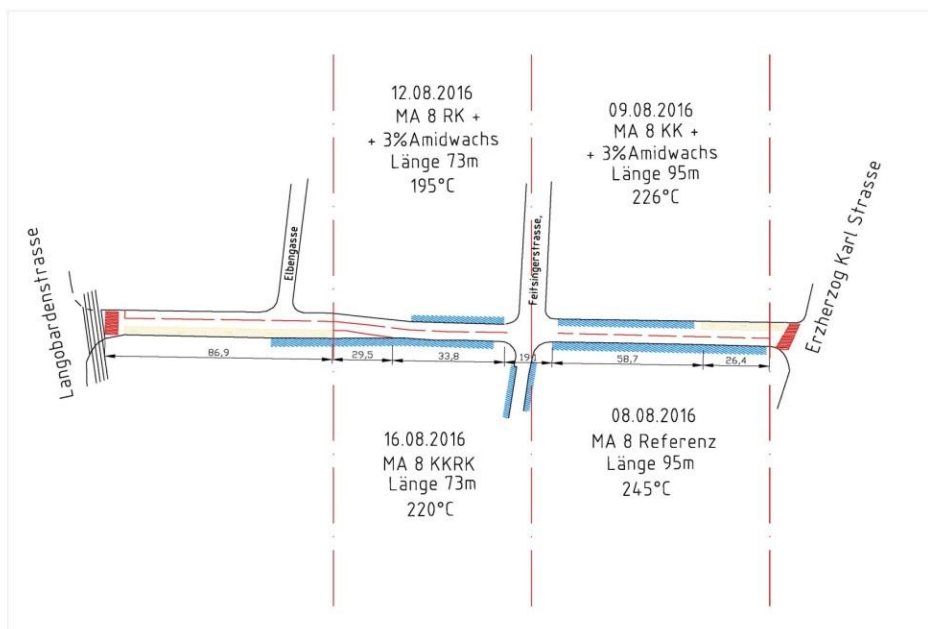 12.08.2016
MA 8 RK +
+ 3%Amidwachs
Länge 73m
195°C
09.08.2016
MA 8 KK +
+ 3%Amidwachs
Länge 95m
226°C
Langobardenstrasse
Elbengasse
Feitsingerstrasse,
Erzherzog Karl Strasse
86,9
29,5
33,8
19,1
58,7
26,4
16.08.2016
MA 8 KKRK
Länge 73m
220°C
08.08.2016
MA 8 Referenz
Länge 95m
245°C